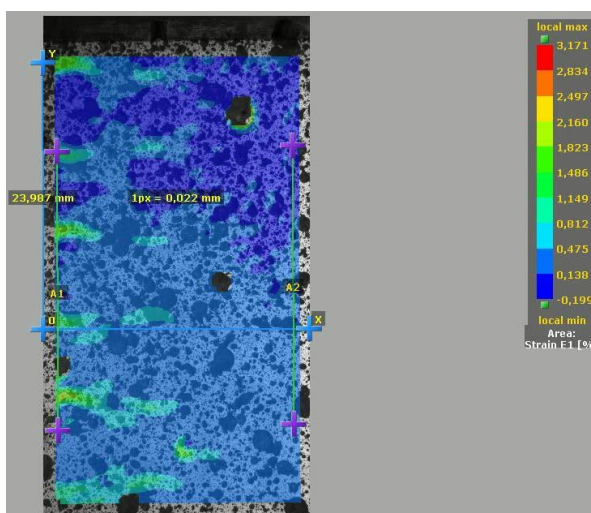 local max
3,171
2,834
2,497
2,160
1,823
1,486
1,149
0,812
0,475
0,138
-0,199
local min
Area:
Strain E1 [%
Y
23,987 mm
1px = 0,022 mm
A1
A2
0
X